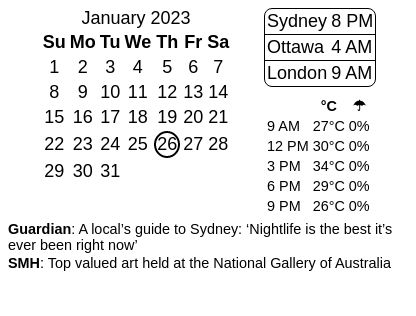 January 2023
Su Mo Tu We Th Fr Sa
1 2 3 4 5 6 7
8 9 10 11 12 13 14
15 16 17 18 19 20 21
22 23 24 25 26 27 28
29 30 31
Sydney 8 PM
Ottawa 4 AM
London 9 AM
°C ☂
9 AM 27°C 0%
12 PM 30°C 0%
3 PM 34°C 0%
6 PM 29°C 0%
9 PM 26°C 0%
Guardian: A local’s guide to Sydney: ‘Nightlife is the best it’s
ever been right now’
SMH: Top valued art held at the National Gallery of Australia